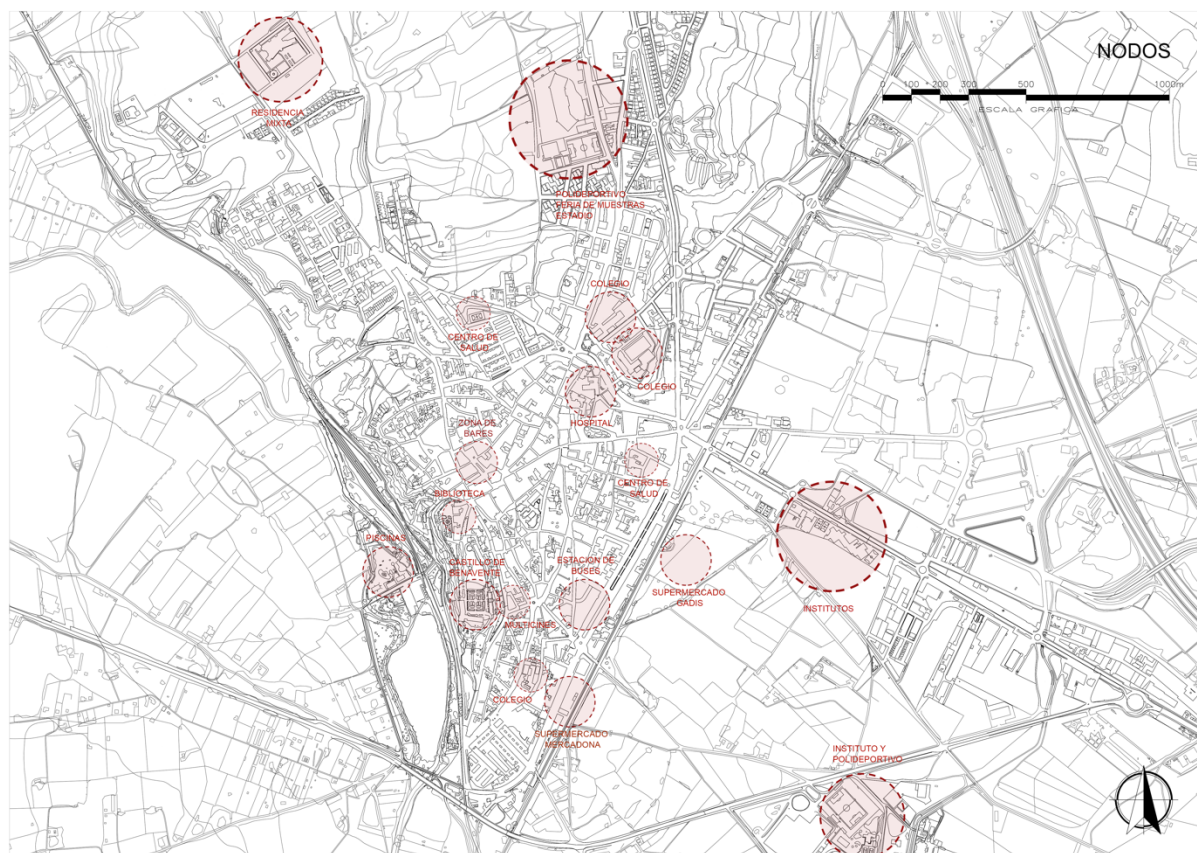 NODOS
100
200
300
500
1000m
ESCALA GRAFICA
RESIDENCIA
MIXTA
POLIDEPORTIVO
FERIA DE MUESTRAS
ESTADIO
COLEGIO
CENTRO DE
SALUD
COLEGIO
HOSPITAL
ZONA DE
BARES
CENTRO DE
SALUD
BIBLIOTECA
PISCINAS
CASTILLO DE
BENAVENTE
ESTACION DE
BUSES
SUPERMERCADO
GADIS
INSTITUTOS
MULTICINES
COLEGIO
SUPERMERCADO
MERCADONA
INSTITUTO Y
POLIDEPORTIVO